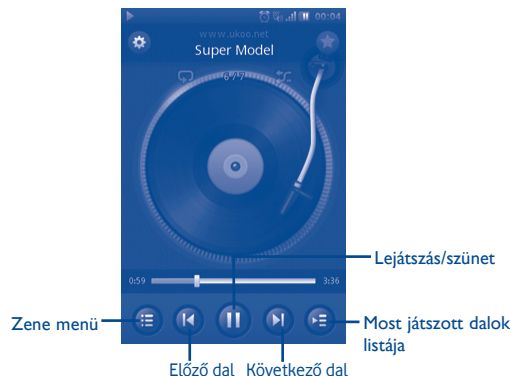 00:04
www.ukoo.net
Super Model
6/7
0:59
3:36
Lejátszás/szünet
Zene menü
Most játszott dalok
listája
Előző dal
Következő dal